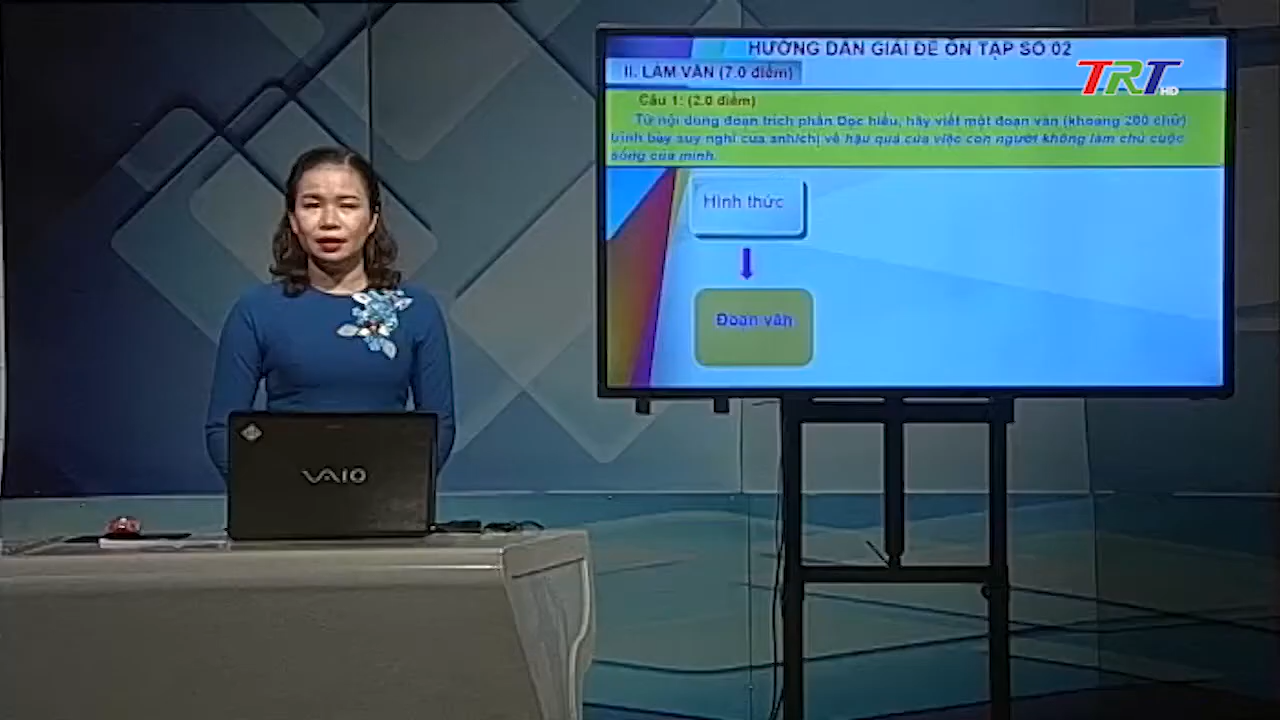 HƯỚNG DẪN GIẢI ĐỀ ÔN TẬP SỐ 02
II. LÀM VĂN (7.0 điểm)
TRT HD
Câu 1: (2.0 điểm)
Từ nội dung đoạn trích phần Đọc hiểu, hãy viết một đoạn văn (khoảng 200 chữ)
trình bày suy nghĩ của anh/chị về hậu quả của việc con người không làm chủ cuộc
sống của mình.
Hình thức
Đoạn văn
VAIO